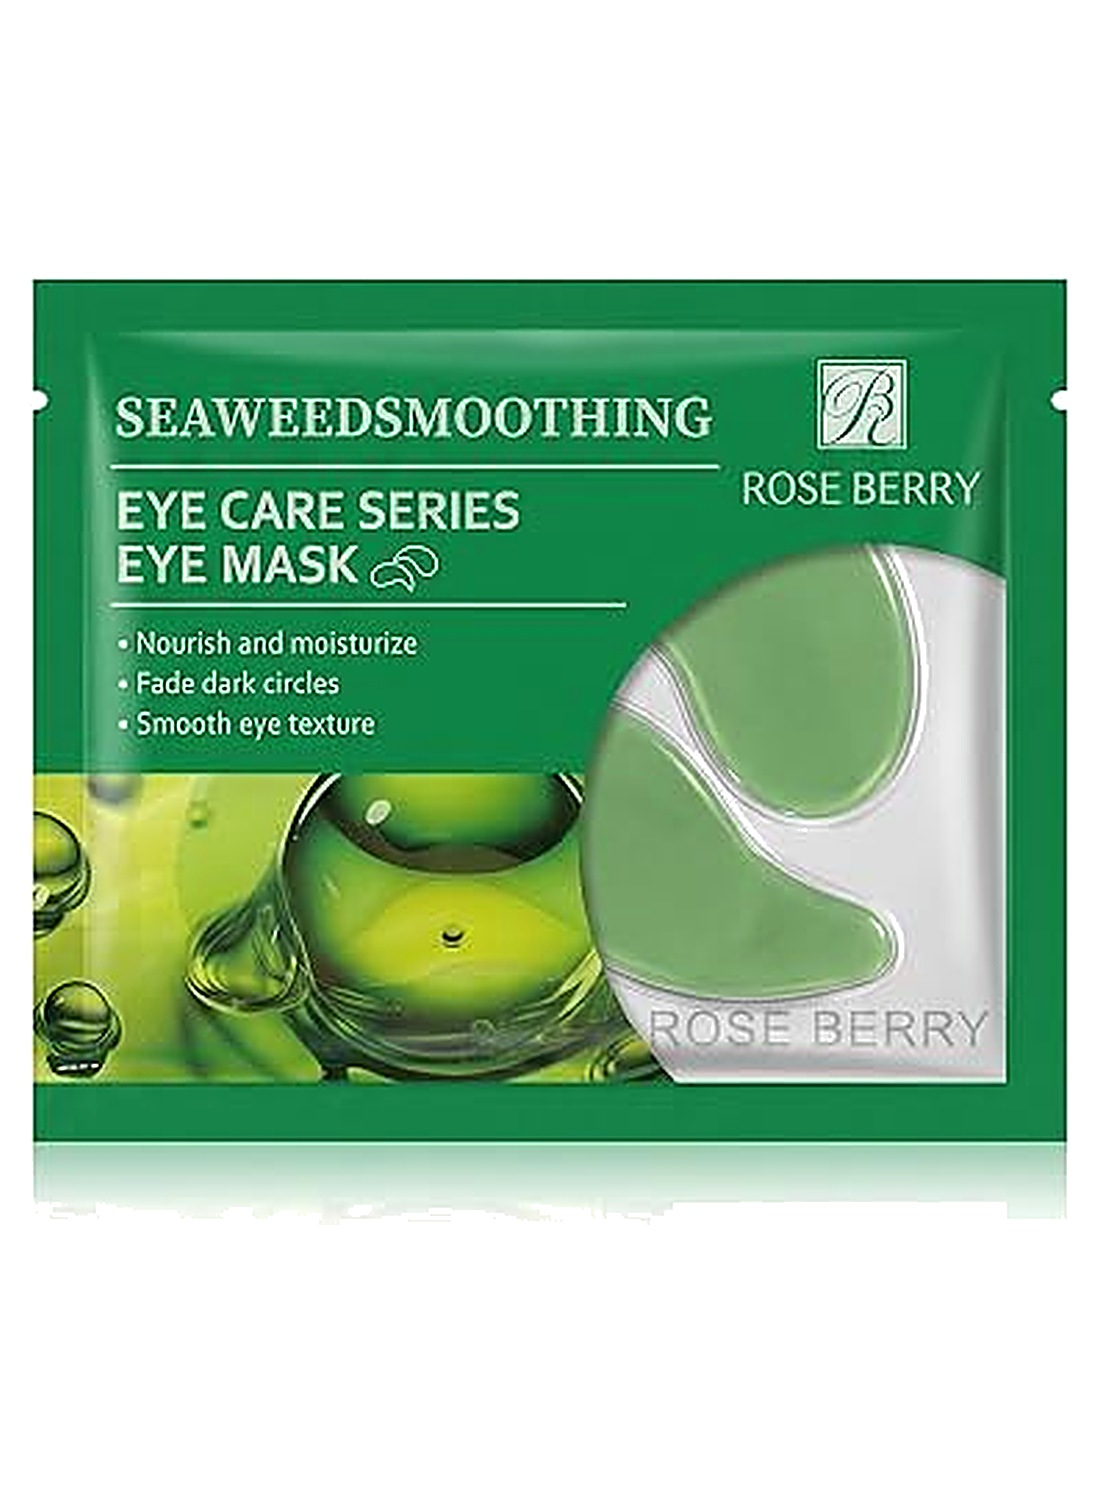 SEAWEEDSMOOTHING
EYE CARE SERIES
EYE MASK
• Nourish and moisturize
• Fade dark circles
• Smooth eye texture
R
ROSE BERRY
ROSE BERRY